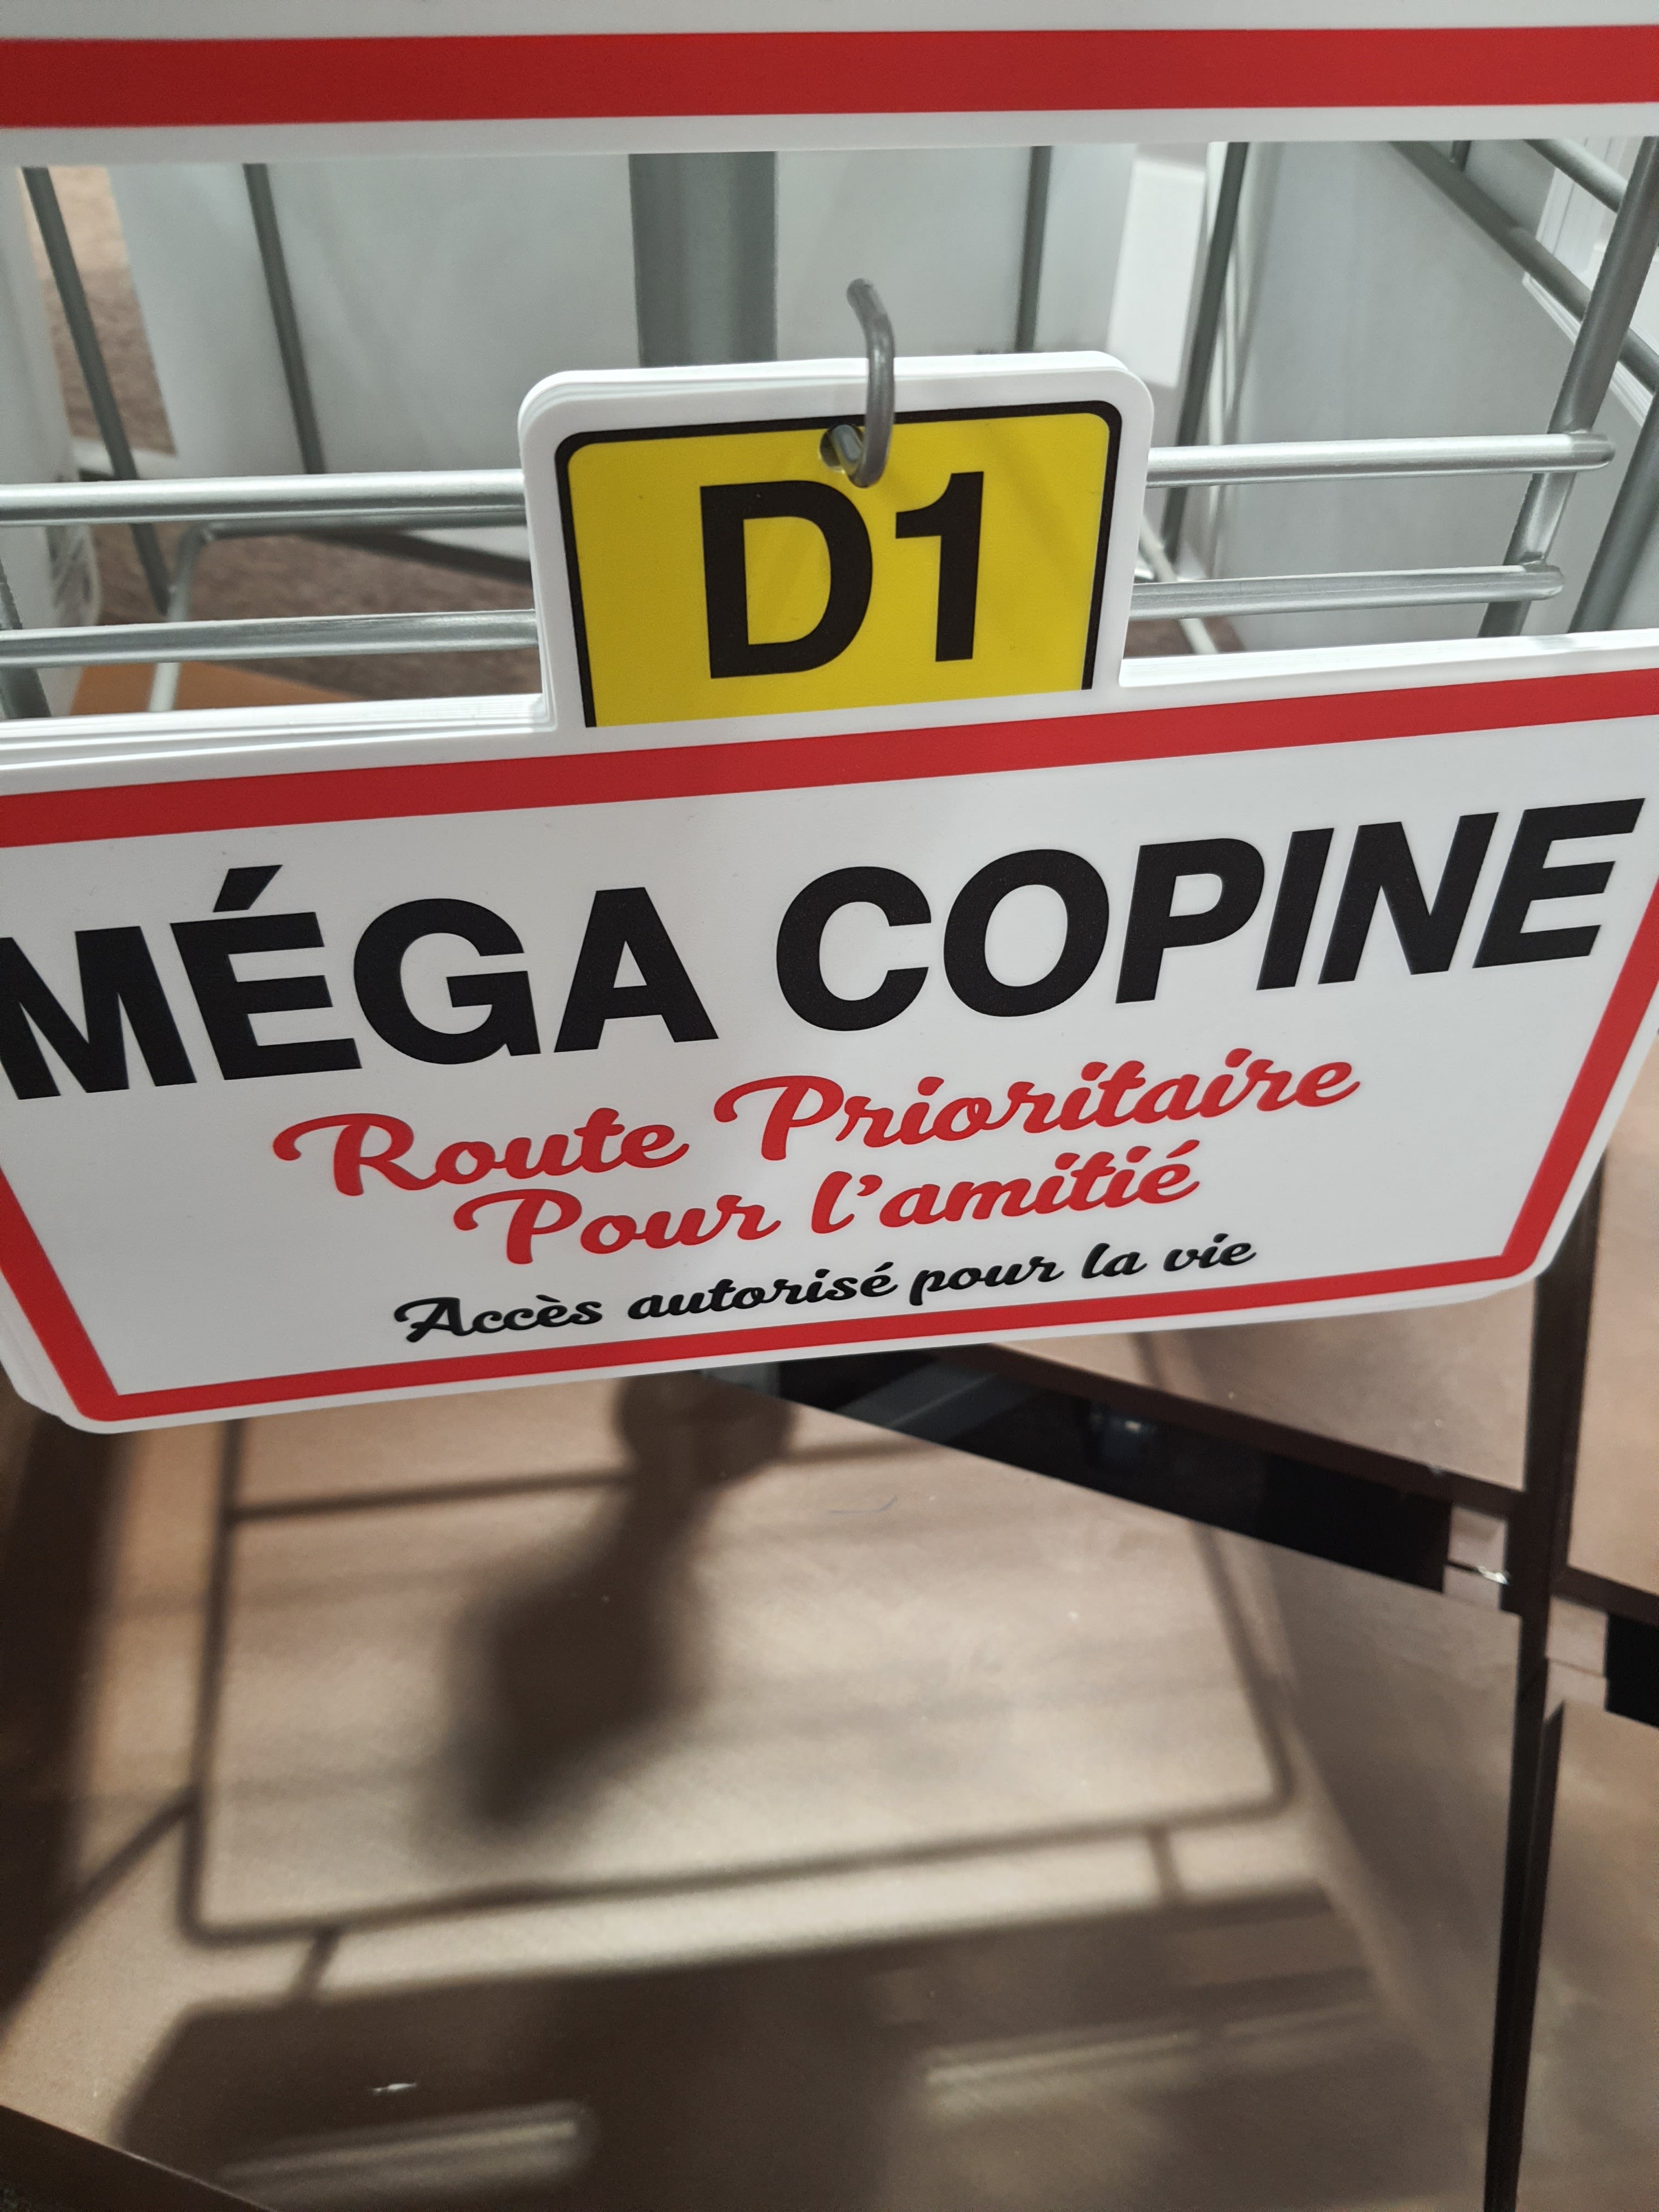 D1
MÉGA COPINE
Route Prioritaire
Pour l'amitié
Accès autorisé pour la vie